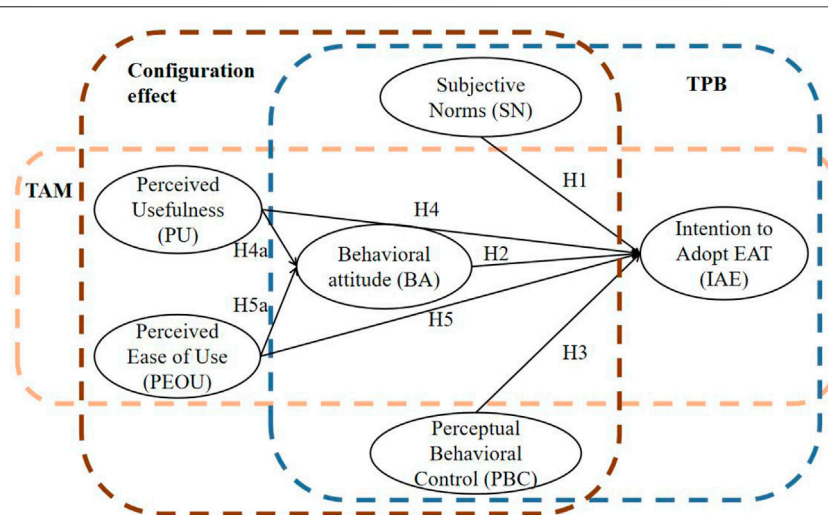 Configuration
effect
Subjective
Norms (SN)
TPB
TAM
Perceived
Usefulness
(PU)
H4
H1
H4a
Behavioral
attitude (BA)
H2
Intention to
Adopt EAT
(IAE)
H5a
H5
Perceived
Ease of Use
(PEOU)
H3
Perceptual
Behavioral
Control (PBC)